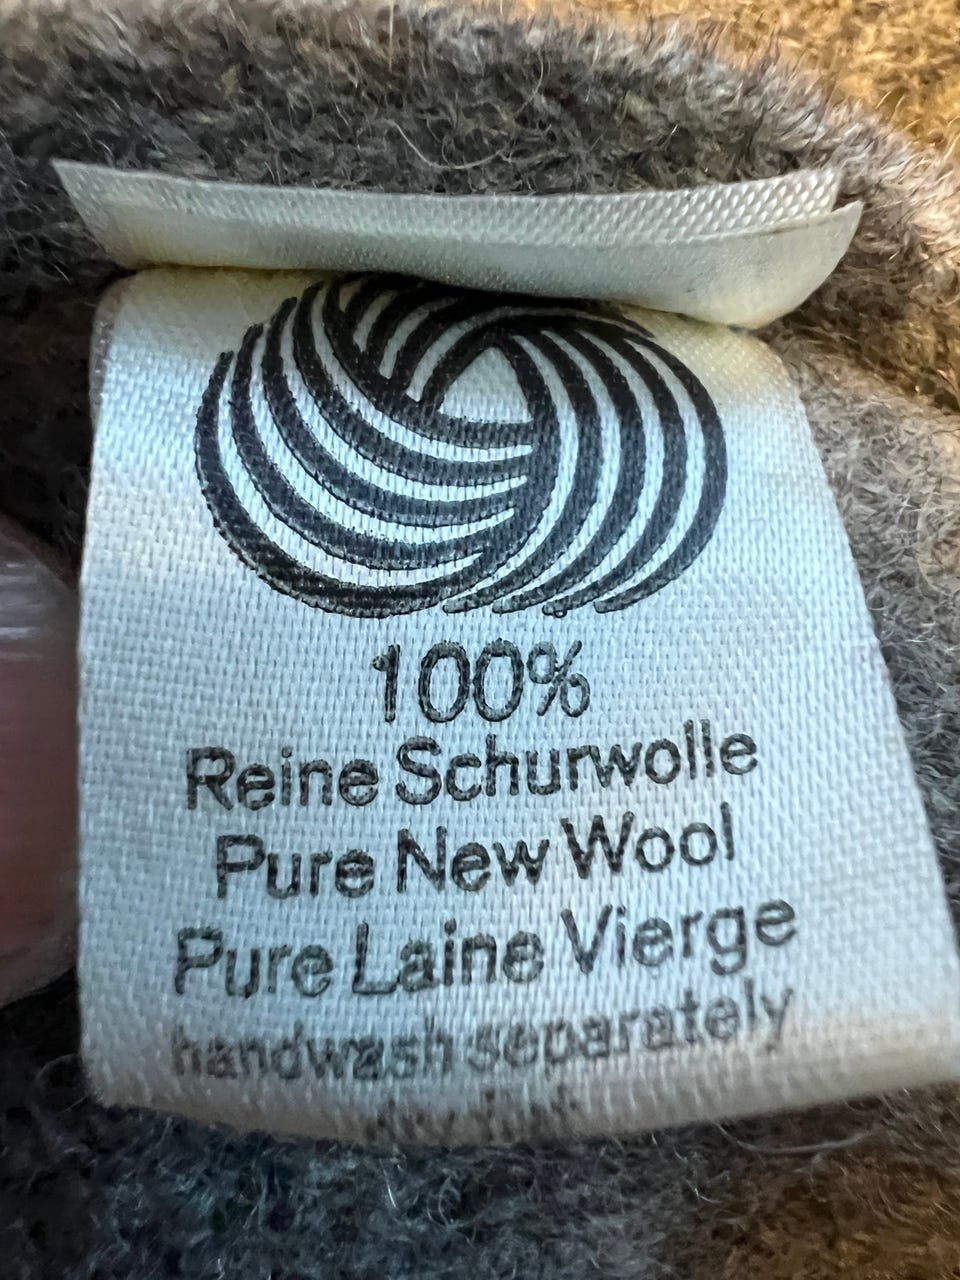 100%
Reine Schurwolle
Pure New Wool
Pure Laine Vierge
handwash separately